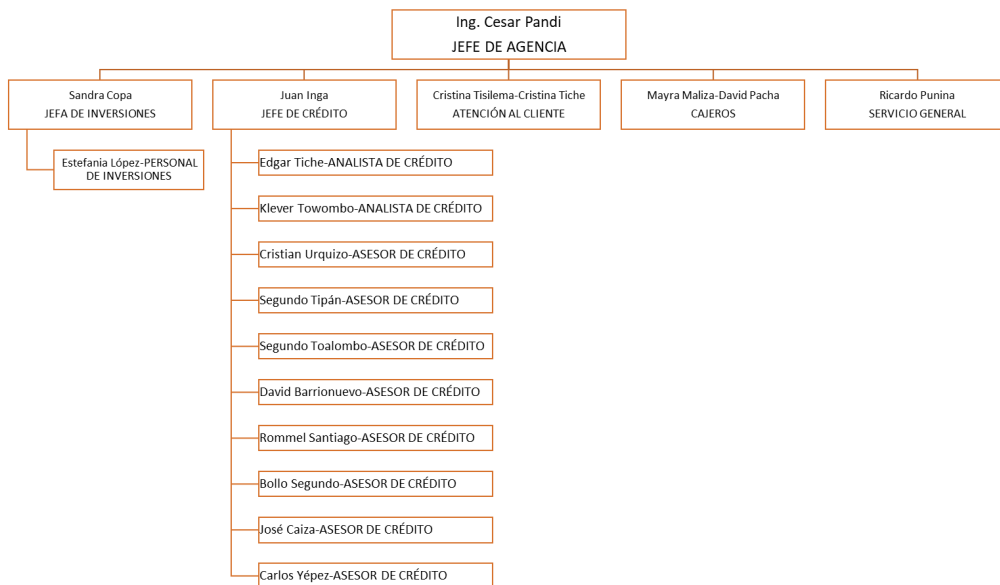 Ing. Cesar Pandi
JEFE DE AGENCIA
Sandra Copa
JEFA DE INVERSIONES
Juan Inga
JEFE DE CRÉDITO
Cristina Tisilema-Cristina Tiche
ATENCIÓN AL CLIENTE
Mayra Maliza-David Pacha
CAJEROS
Ricardo Punina
SERVICIO GENERAL
Estefania López-PERSONAL
DE INVERSIONES
Edgar Tiche-ANALISTA DE CRÉDITO
Klever Towombo-ANALISTA DE CRÉDITO
Cristian Urquizo-ASESOR DE CRÉDITO
Segundo Tipán-ASESOR DE CRÉDITO
Segundo Toalombo-ASESOR DE CRÉDITO
David Barrionuevo-ASESOR DE CRÉDITO
Rommel Santiago-ASESOR DE CRÉDITO
Bollo Segundo-ASESOR DE CRÉDITO
José Caiza-ASESOR DE CRÉDITO
Carlos Yépez-ASESOR DE CRÉDITO